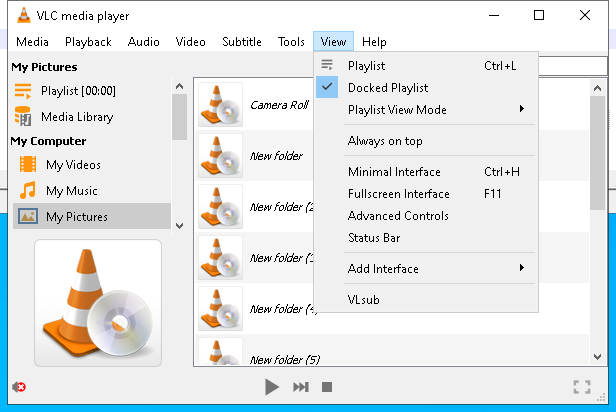 VLC media player
Media Playback Audio Video Subtitle Tools View Help
My Pictures
Playlist [00:00]
Media Library
My Computer
My Videos
My Music
My Pictures
Camera Roll
New folder
New folder (2
New folder (3
New folder (4)
New folder (5)
Playlist Ctrl+L
Docked Playlist
Playlist View Mode
Always on top
Minimal Interface Ctrl+H
Fullscreen Interface F11
Advanced Controls
Status Bar
Add Interface
VLsub